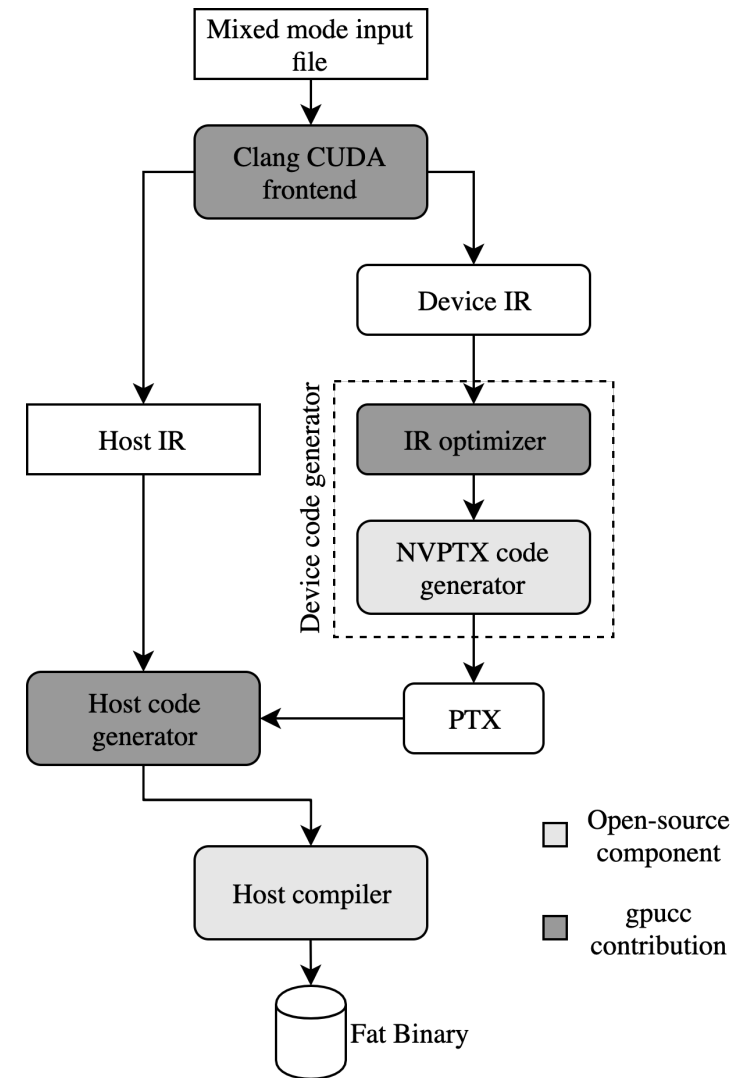 Mixed mode input
file
Clang CUDA
frontend
Device IR
Host IR
Device code generator
IR optimizer
NVPTX code
generator
Host code
generator
PTX
Open-source
component
Host compiler
gpucc
contribution
Fat Binary